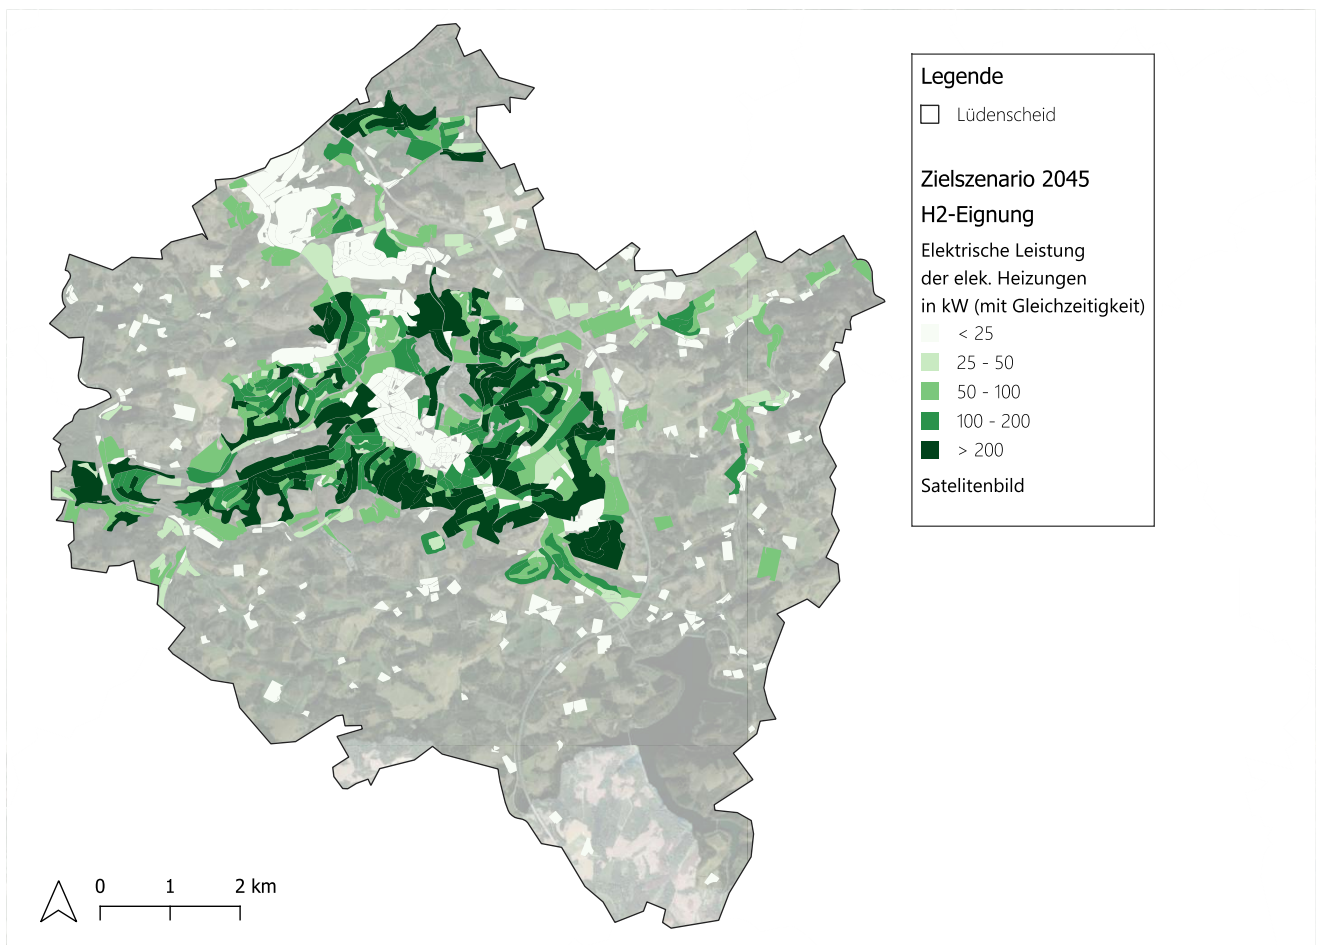 Legende
Lüdenscheid
Zielszenario 2045
H2-Eignung
Elektrische Leistung
der elek. Heizungen
in kW (mit Gleichzeitigkeit)
< 25
25 - 50
50 - 100
100 - 200
> 200
Satelitenbild
0 1 2 km